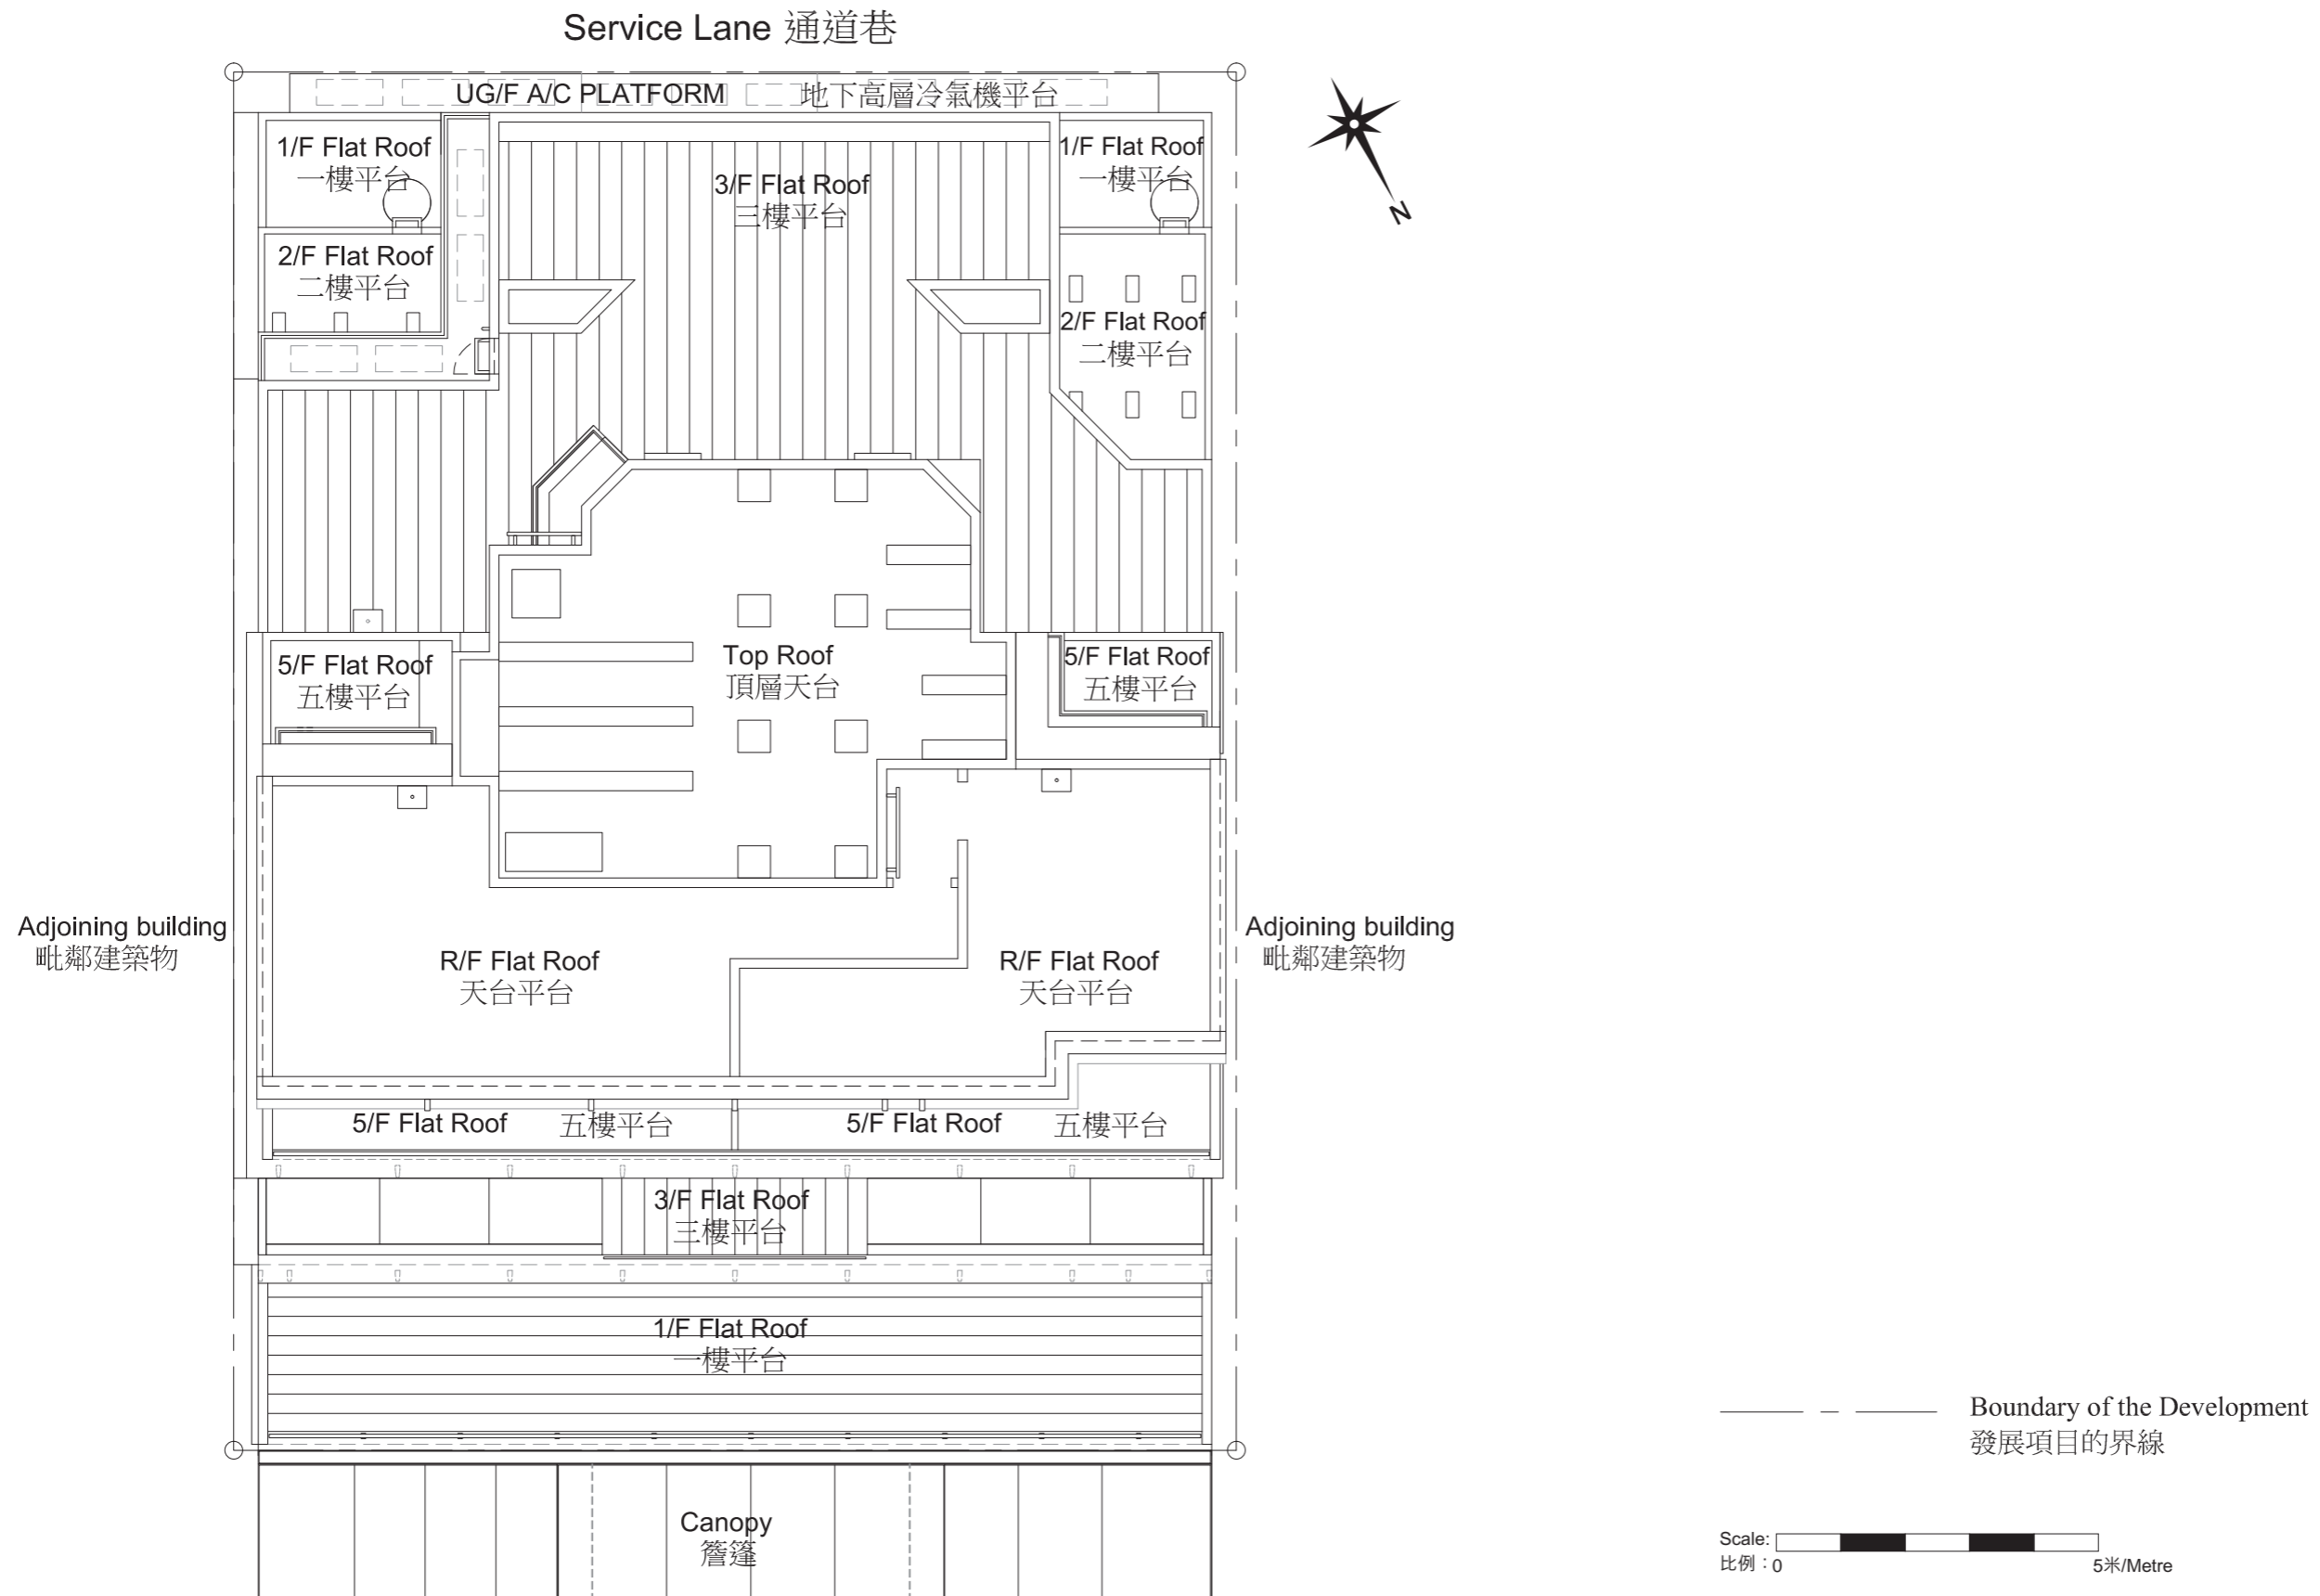 Service Lane 通道巷
UG/F A/C PLATFORM 地下高層冷氣機平台
1/F Flat Roof
一樓平台
3/F Flat Roof
三樓平台
1/F Flat Roof
一樓平台
N
2/F Flat Roof
二樓平台
2/F Flat Roof
二樓平台
5/F Flat Roof
五樓平台
Top Roof
頂層天台
5/F Flat Roof
五樓平台
Adjoining building
毗鄰建築物
R/F Flat Roof
天台平台
R/F Flat Roof
天台平台
Adjoining building
毗鄰建築物
5/F Flat Roof 五樓平台
5/F Flat Roof 五樓平台
3/F Flat Roof
三樓平台
1/F Flat Roof
一樓平台
Canopy
簷篷
Boundary of the Development
發展項目的界線
Scale:
比例：0 5米/Metre